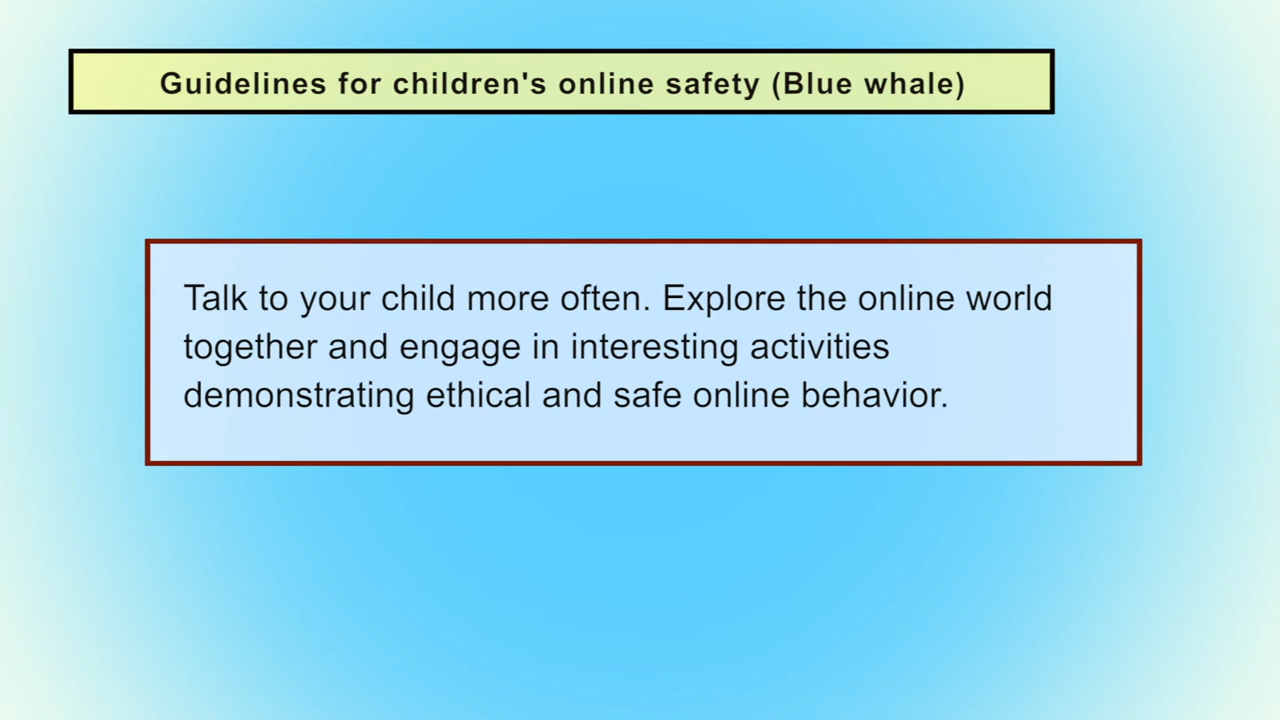 Guidelines for children's online safety (Blue whale)
Talk to your child more often. Explore the online world
together and engage in interesting activities
demonstrating ethical and safe online behavior.